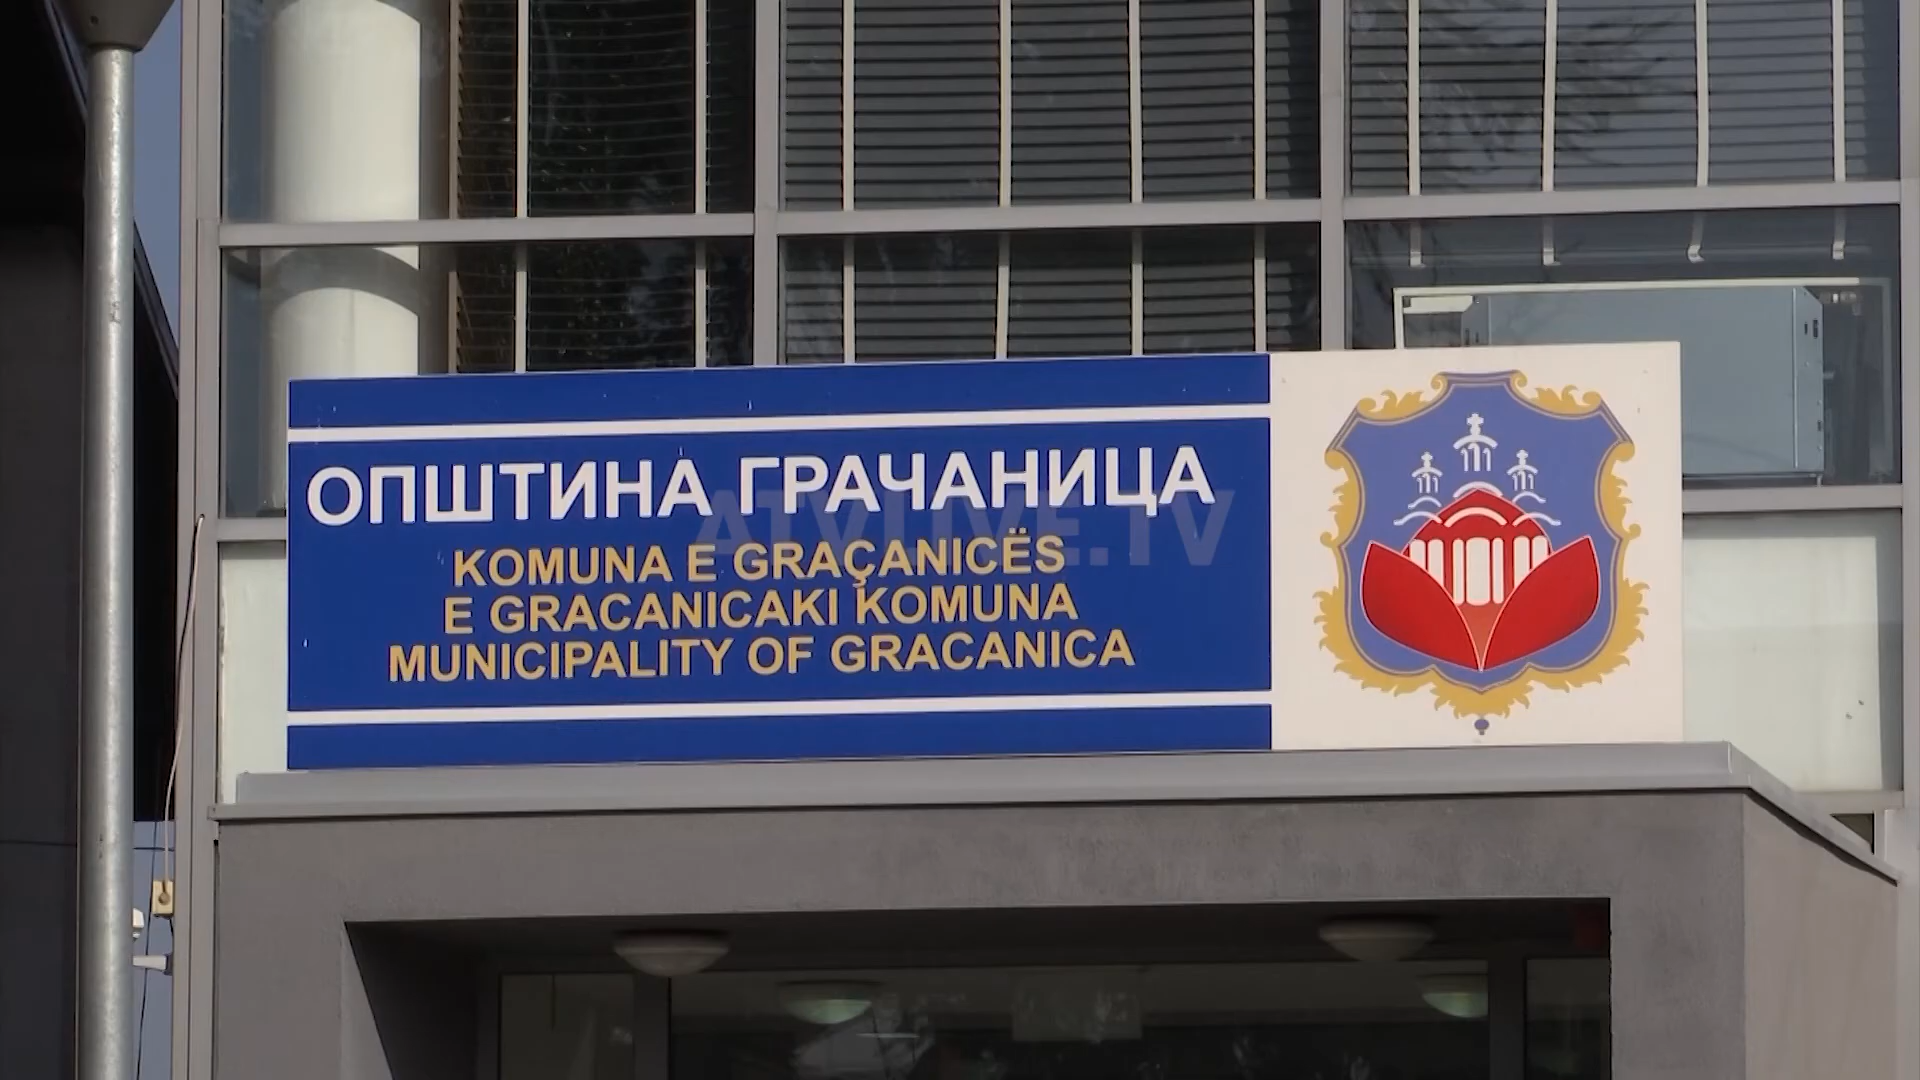 ОПШТИНА ГРАЧАНИЦА
KOMUNA E GRAÇANICËS
E GRACANICAKI KOMUNA
MUNICIPALITY OF GRACANICA
ATVLIVE.TV